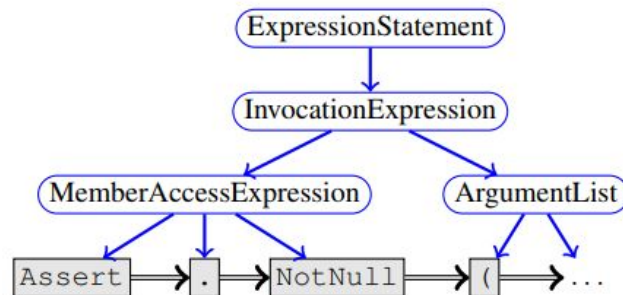 ExpressionStatement
InvocationExpression
MemberAccessExpression ArgumentList
Assert . NotNull ( ...